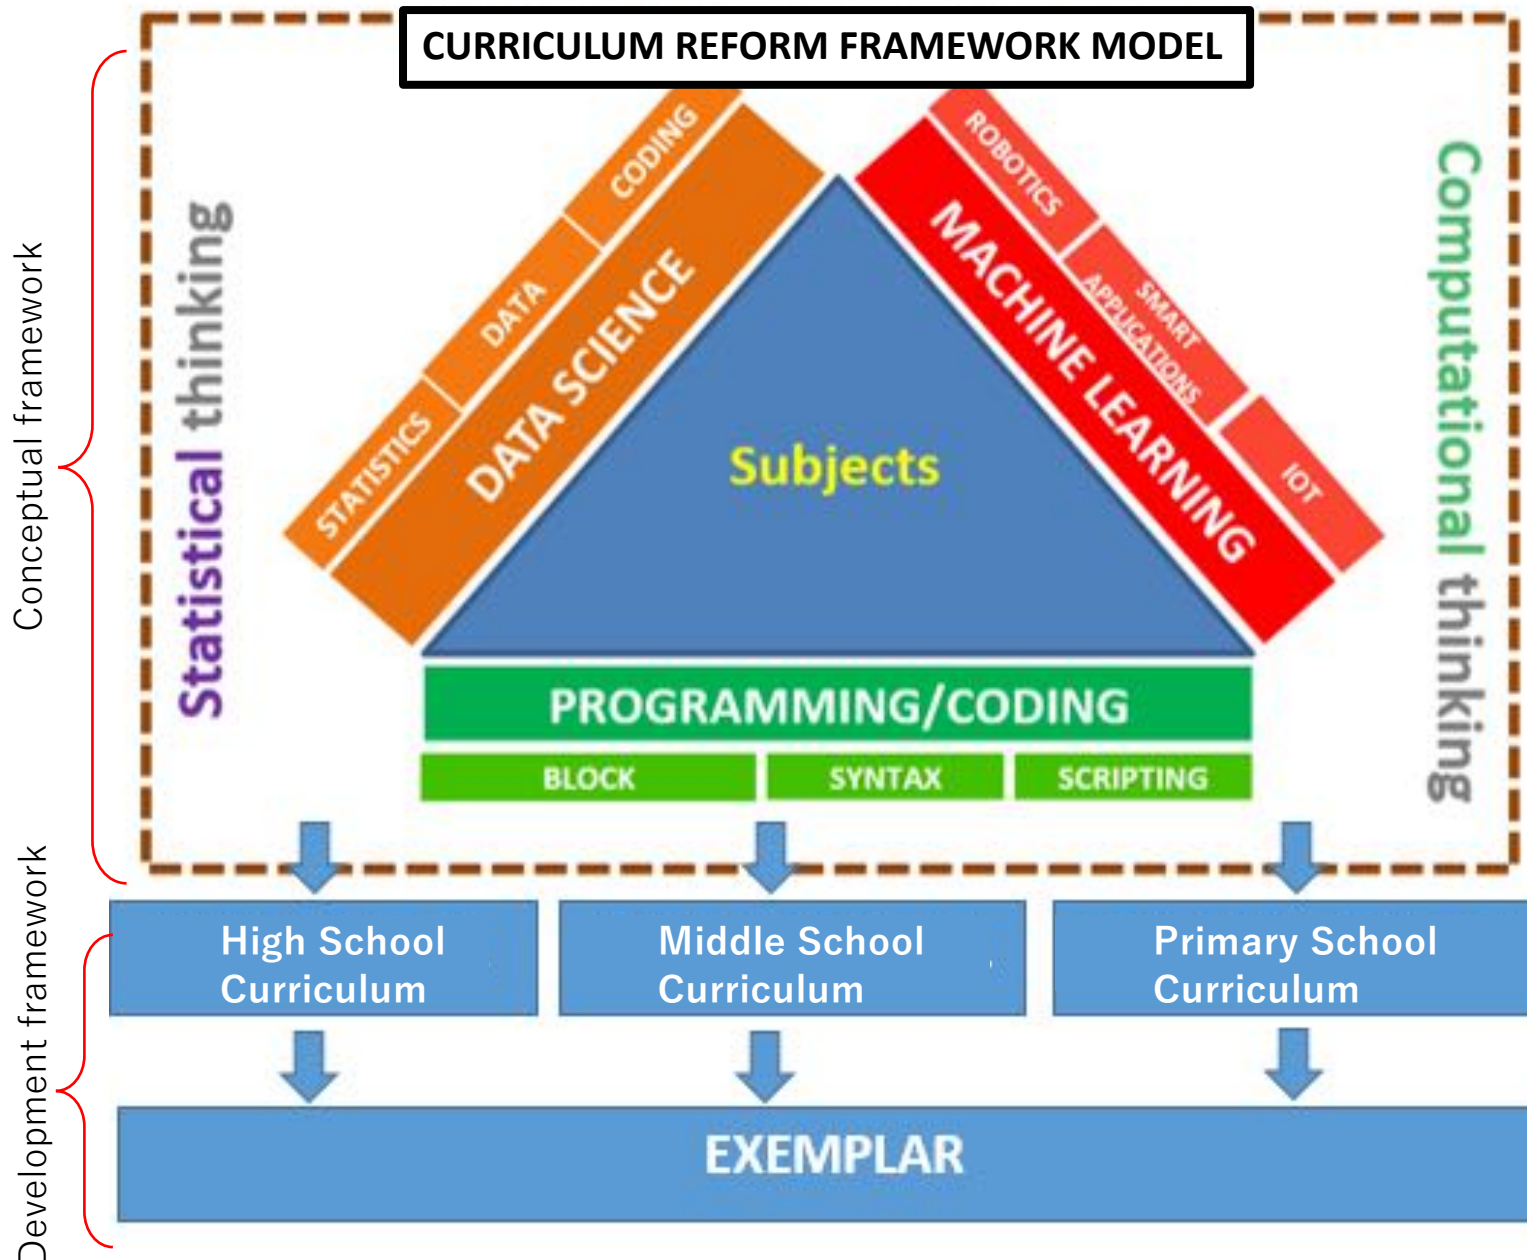 CURRICULUM REFORM FRAMEWORK MODEL
Conceptual framework
Statistical thinking
CODING
DATA
STATISTICS
DATA SCIENCE
ROBOTICS
SMART
APPLICATIONS
IOT
MACHINE LEARNING
Computational thinking
Subjects
PROGRAMMING/CODING
BLOCK
SYNTAX
SCRIPTING
Development framework
High School
Curriculum
Middle School
Curriculum
Primary School
Curriculum
EXEMPLAR